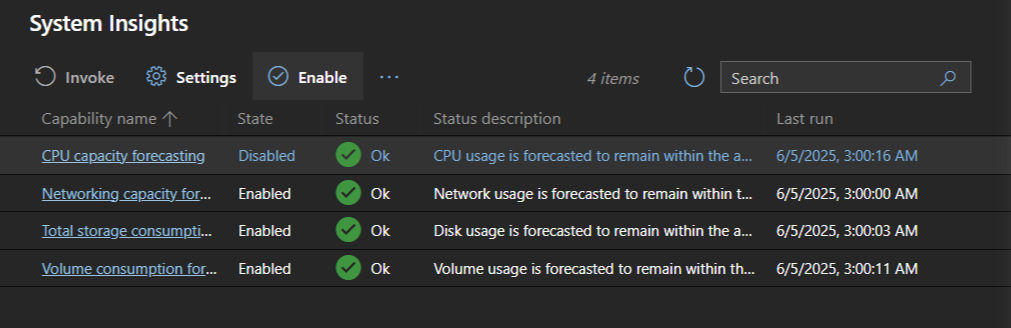 System Insights
Invoke Settings Enable ... 4 items Search
Capability name State Status Status description Last run
CPU capacity forecasting Disabled Ok CPU usage is forecasted to remain within the a... 6/5/2025, 3:00:16 AM
Networking capacity for... Enabled Ok Network usage is forecasted to remain within t... 6/5/2025, 3:00:00 AM
Total storage consumpti... Enabled Ok Disk usage is forecasted to remain within the a... 6/5/2025, 3:00:03 AM
Volume consumption for... Enabled Ok Volume usage is forecasted to remain within th... 6/5/2025, 3:00:11 AM